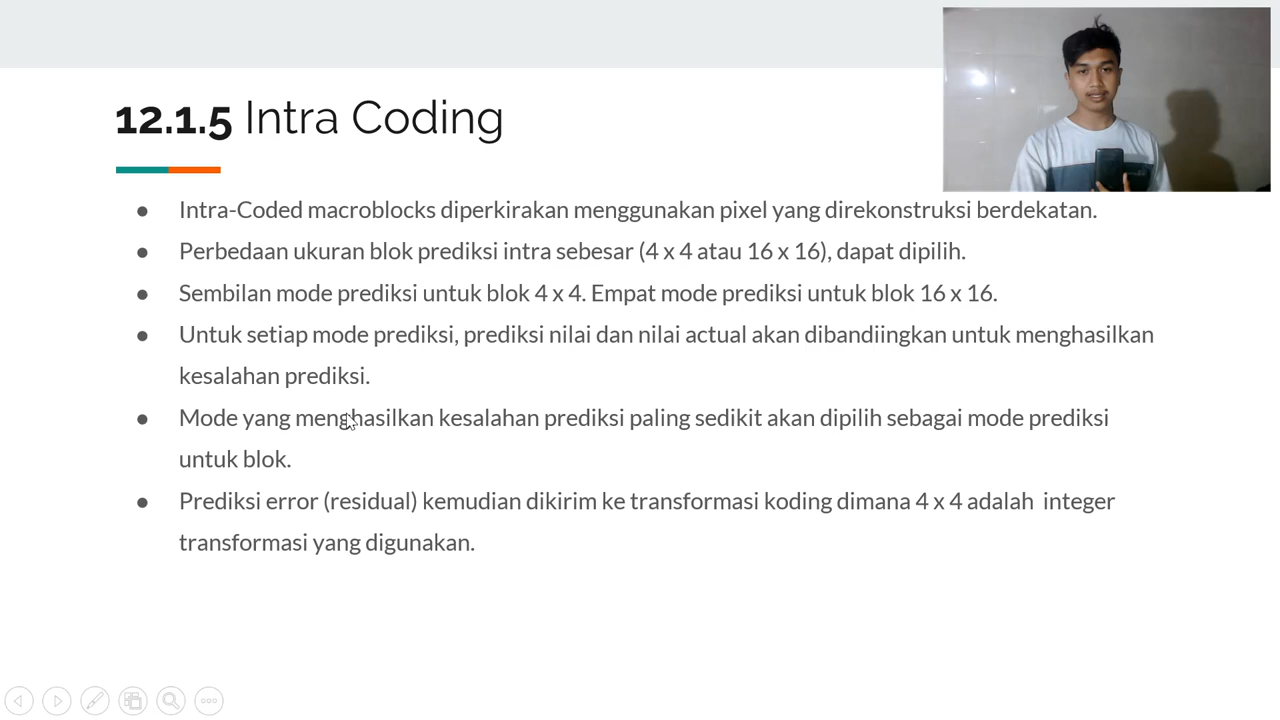 12.1.5 Intra Coding
● Intra-Coded macroblocks diperkirakan menggunakan pixel yang direkonstruksi berdekatan.
● Perbedaan ukuran blok prediksi intra sebesar (4 x 4 atau 16 x 16), dapat dipilih.
● Sembilan mode prediksi untuk blok 4 x 4. Empat mode prediksi untuk blok 16 x 16.
● Untuk setiap mode prediksi, prediksi nilai dan nilai actual akan dibandiingkan untuk menghasilkan
kesalahan prediksi.
● Mode yang menghasilkan kesalahan prediksi paling sedikit akan dipilih sebagai mode prediksi
untuk blok.
● Prediksi error (residual) kemudian dikirim ke transformasi koding dimana 4 x 4 adalah  integer
transformasi yang digunakan.